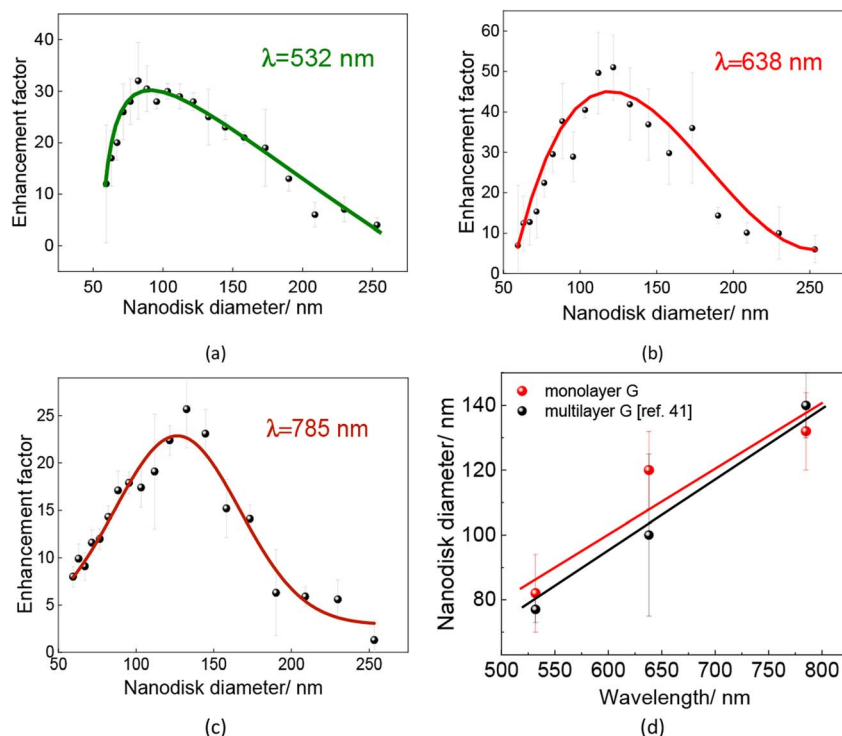 λ=532 nm
Enhancement factor
40
30
20
10
0
50 100 150 200 250
Nanodisk diameter/ nm
(a)
λ=638 nm
Enhancement factor
60
50
40
30
20
10
0
50 100 150 200 250
Nanodisk diameter/ nm
(b)
λ=785 nm
Enhancement factor
25
20
15
10
5
0
50 100 150 200 250
Nanodisk diameter/ nm
(c)
monolayer G
multilayer G [ref. 41]
Nanodisk diameter/ nm
140
120
100
80
500 550 600 650 700 750 800
Wavelength/ nm
(d)